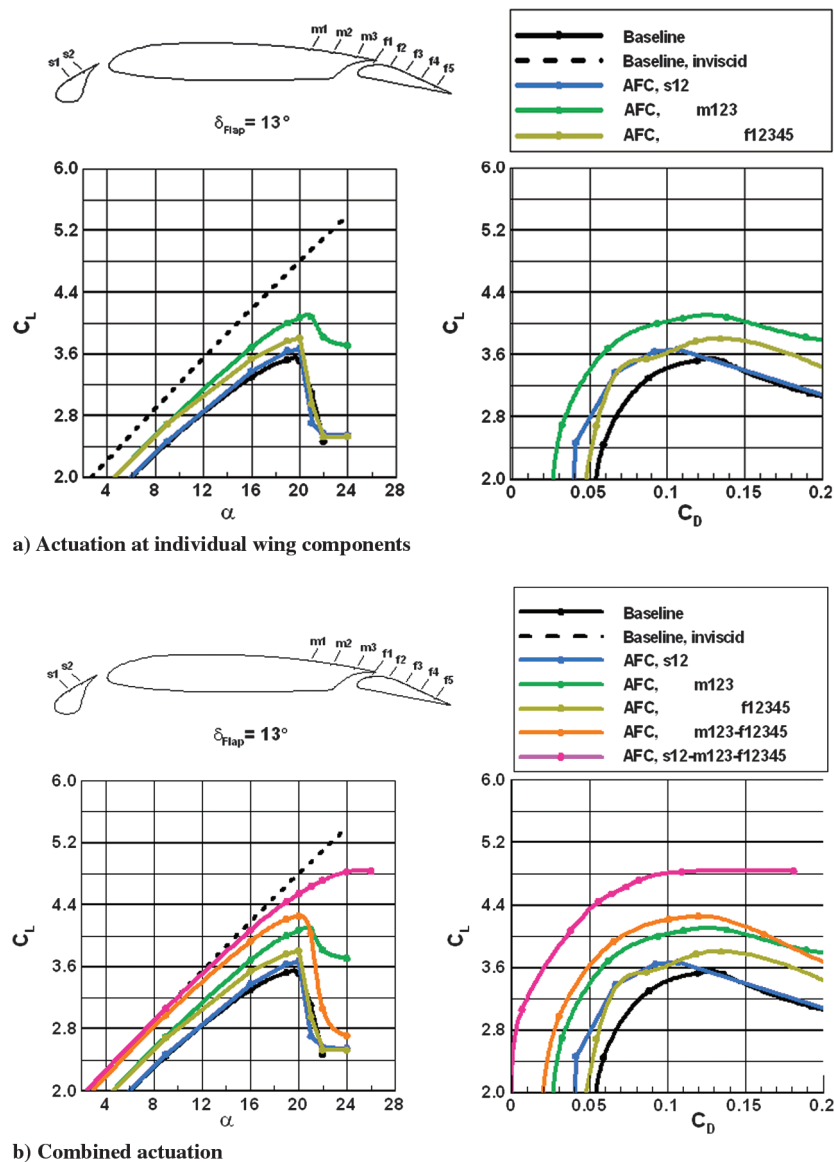 m1 m2 m3 f1 f2 f3 f4 f5
s1 s2
δFlap = 13°
Baseline
Baseline, inviscid
AFC, s12
AFC, m123
AFC, f12345
6.0
5.2
4.4
3.6
2.8
2.0
CL
4 8 12 16 20 24 28
α
6.0
5.2
4.4
3.6
2.8
2.0
CL
0 0.05 0.1 0.15 0.2
CD
a) Actuation at individual wing components
m1 m2 m3 f1 f2 f3 f4 f5
s1 s2
δFlap = 13°
Baseline
Baseline, inviscid
AFC, s12
AFC, m123
AFC, f12345
AFC, m123-f12345
AFC, s12-m123-f12345
6.0
5.2
4.4
3.6
2.8
2.0
CL
4 8 12 16 20 24 28
α
6.0
5.2
4.4
3.6
2.8
2.0
CL
0 0.05 0.1 0.15 0.2
CD
b) Combined actuation